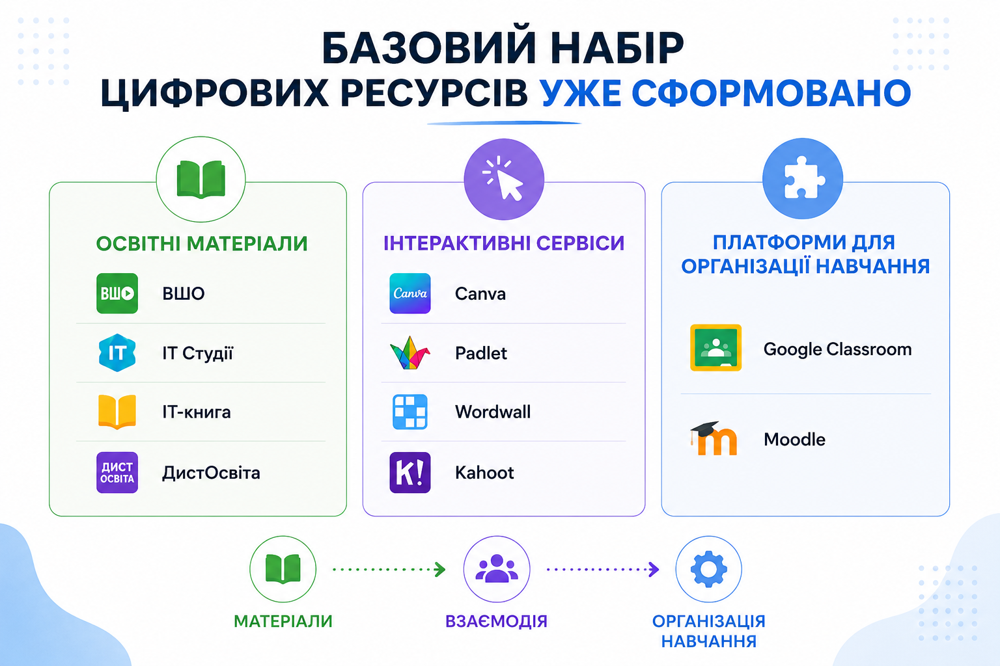 БАЗОВИЙ НАБІР
ЦИФРОВИХ РЕСУРСІВ УЖЕ СФОРМОВАНО
ОСВІТНІ МАТЕРІАЛИ
ВШО
ВШО
ІТ
ІТ Студії
ІТ-книга
ДИСТ
ОСВІТА
ДистОсвіта
ІНТЕРАКТИВНІ СЕРВІСИ
Canva
Canva
Padlet
Wordwall
K!
Kahoot
ПЛАТФОРМИ ДЛЯ
ОРГАНІЗАЦІЇ НАВЧАННЯ
Google Classroom
m
Moodle
МАТЕРІАЛИ
ВЗАЄМОДІЯ
ОРГАНІЗАЦІЯ
НАВЧАННЯ